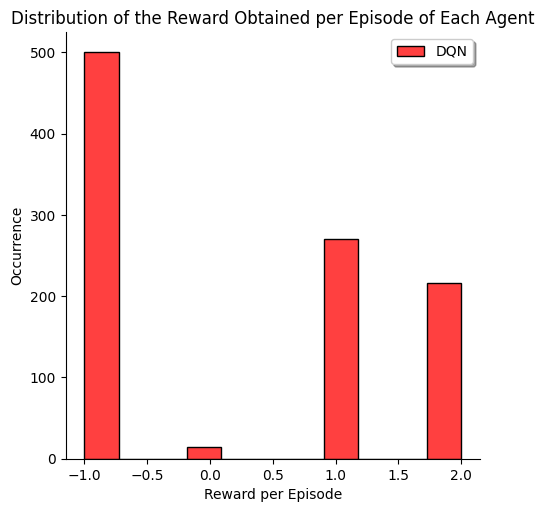 Distribution of the Reward Obtained per Episode of Each Agent
DQN
500
400
300
200
100
0
Occurrence
−1.0 −0.5 0.0 0.5 1.0 1.5 2.0
Reward per Episode